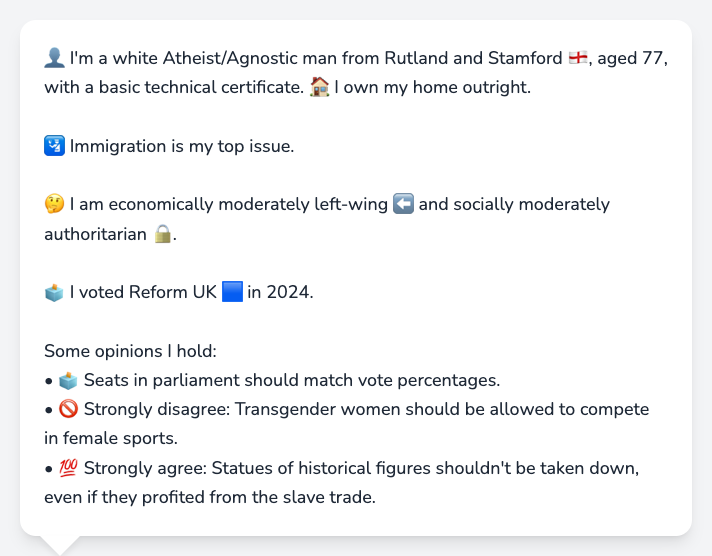 👤 I'm a white Atheist/Agnostic man from Rutland and Stamford 🏴󠁧󠁢󠁥󠁮󠁧󠁿, aged 77,
with a basic technical certificate. 🏠 I own my home outright.
🛂 Immigration is my top issue.
🤔 I am economically moderately left-wing ⬅️ and socially moderately
authoritarian 🔒.
🗳️ I voted Reform UK 🟦 in 2024.
Some opinions I hold:
• 🗳️ Seats in parliament should match vote percentages.
• 🚫 Strongly disagree: Transgender women should be allowed to compete
in female sports.
• 💯 Strongly agree: Statues of historical figures shouldn't be taken down,
even if they profited from the slave trade.